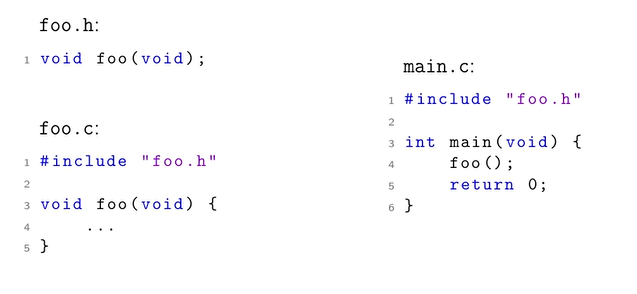 foo.h:
1 void foo(void);
foo.c:
1 #include "foo.h"
2
3 void foo(void) {
4     ...
5 }
main.c:
1 #include "foo.h"
2
3 int main(void) {
4     foo();
5     return 0;
6 }